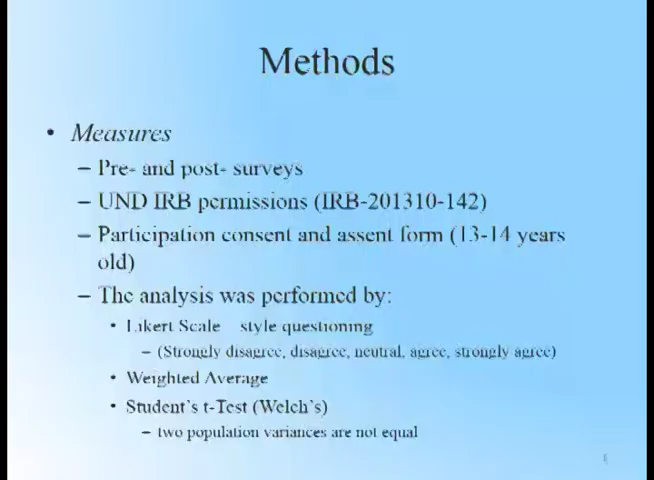 Methods
• Measures
– Pre- and post- surveys
– UND IRB permissions (IRB-201310-142)
– Participation consent and assent form (13-14 years
old)
– The analysis was performed by:
• Likert Scale style questioning
– (Strongly disagree, disagree, neutral, agree, strongly agree)
• Weighted Average
• Student's t-Test (Welch's)
– two population variances are not equal